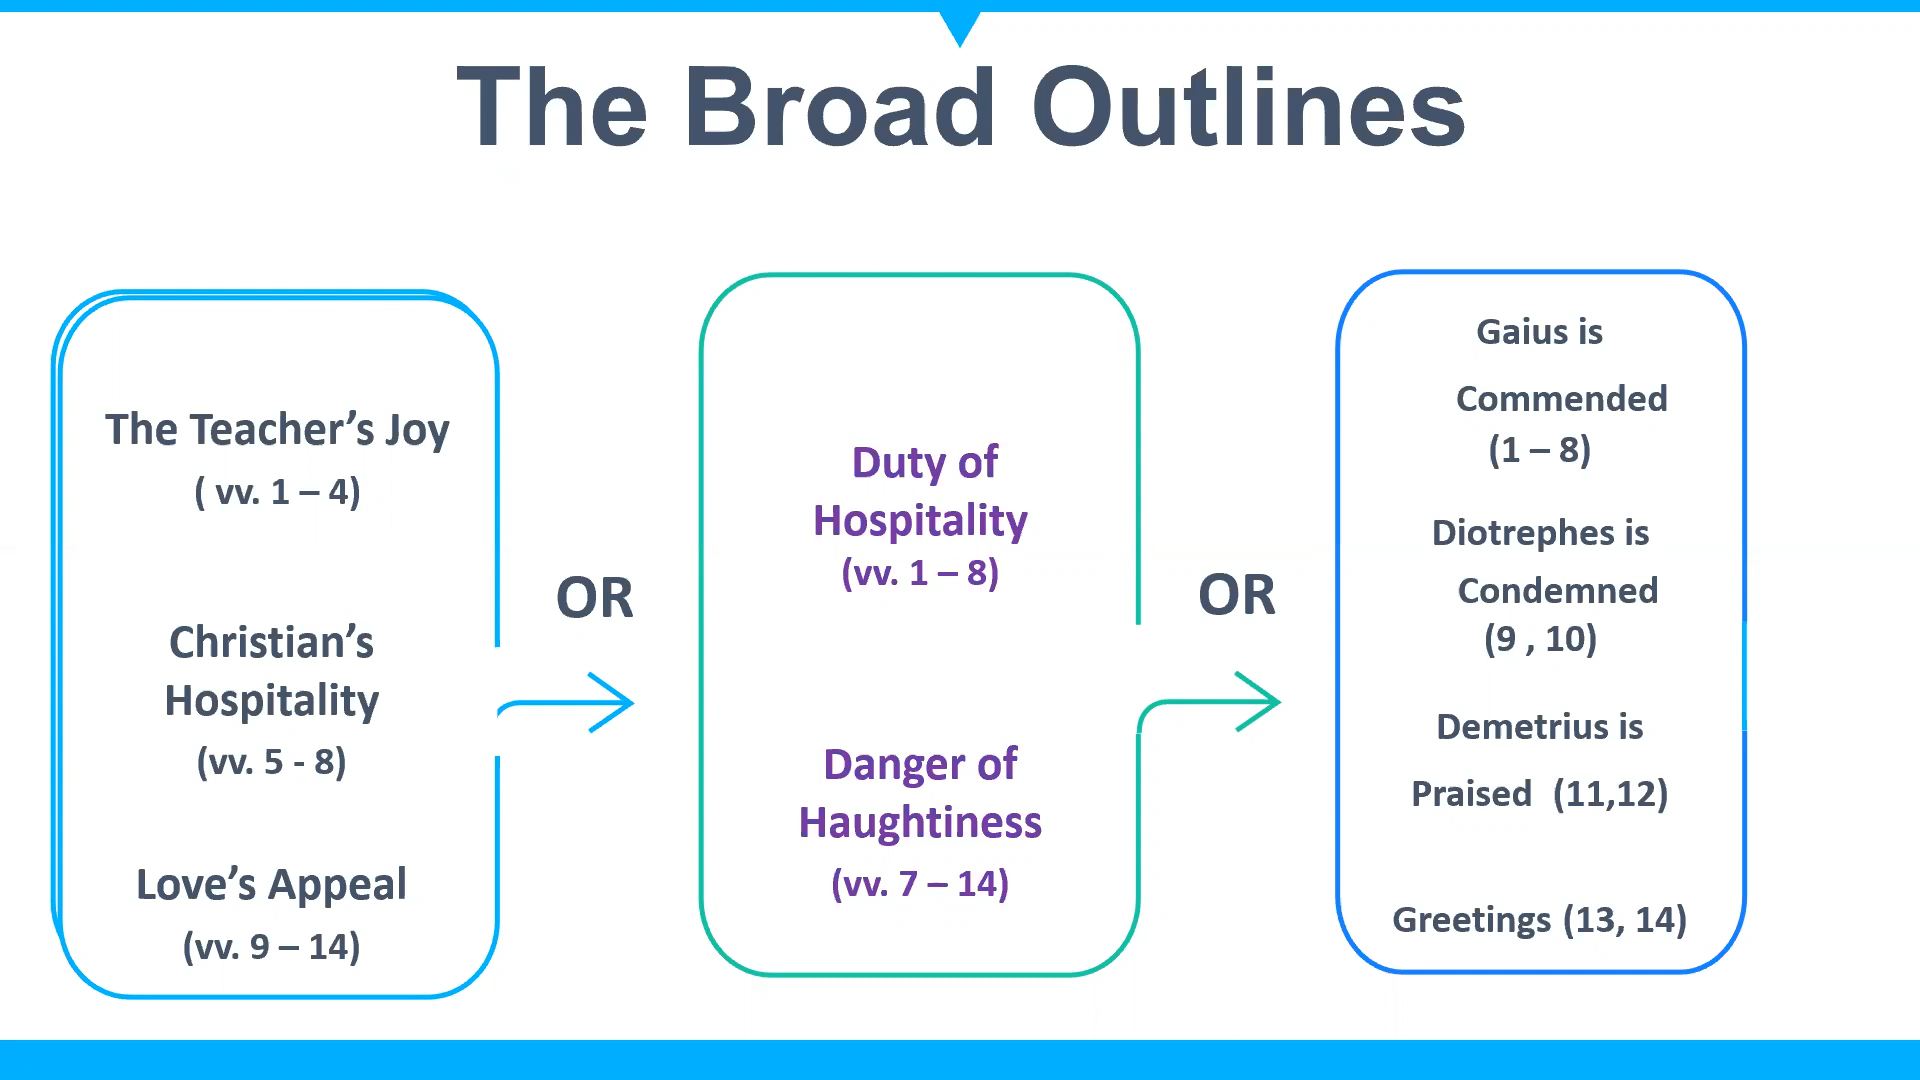 The Broad Outlines
The Teacher’s Joy
( vv. 1 – 4)
Christian’s
Hospitality
(vv. 5 - 8)
Love’s Appeal
(vv. 9 – 14)
OR
Duty of
Hospitality
(vv. 1 – 8)
Danger of
Haughtiness
(vv. 7 – 14)
OR
Gaius is
Commended
(1 – 8)
Diotrephes is
Condemned
(9 , 10)
Demetrius is
Praised (11,12)
Greetings (13, 14)